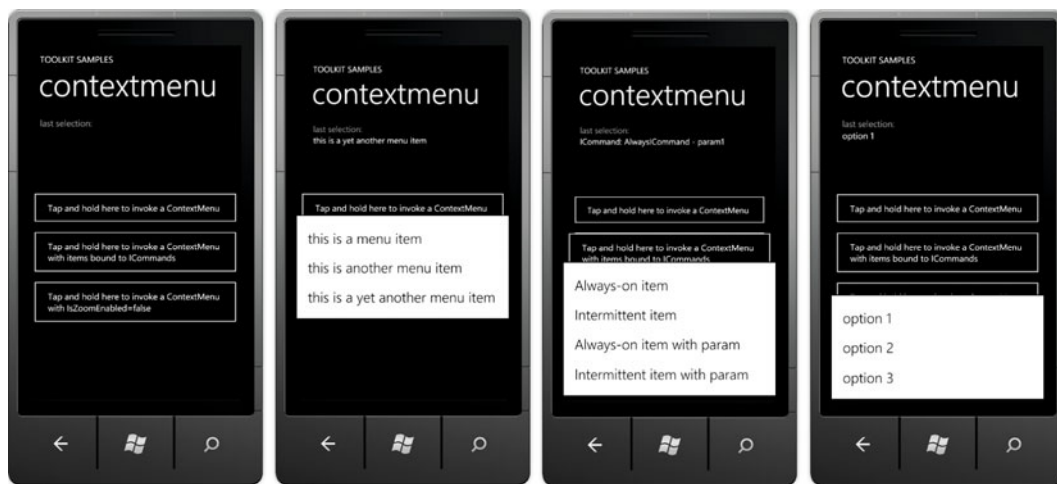 TOOLKIT SAMPLES
contextmenu
last selection:
Tap and hold here to invoke a ContextMenu
Tap and hold here to invoke a ContextMenu
with items bound to ICommands
Tap and hold here to invoke a ContextMenu
with IsZoomEnabled=false
TOOLKIT SAMPLES
contextmenu
last selection:
this is a yet another menu item
Tap and hold here to invoke a ContextMenu
this is a menu item
this is another menu item
this is a yet another menu item
TOOLKIT SAMPLES
contextmenu
last selection:
ICommand: AlwaysICommand - param1
Tap and hold here to invoke a ContextMenu
Tap and hold here to invoke a ContextMenu
with items bound to ICommands
Always-on item
Intermittent item
Always-on item with param
Intermittent item with param
TOOLKIT SAMPLES
contextmenu
last selection:
option 1
Tap and hold here to invoke a ContextMenu
Tap and hold here to invoke a ContextMenu
with items bound to ICommands
option 1
option 2
option 3